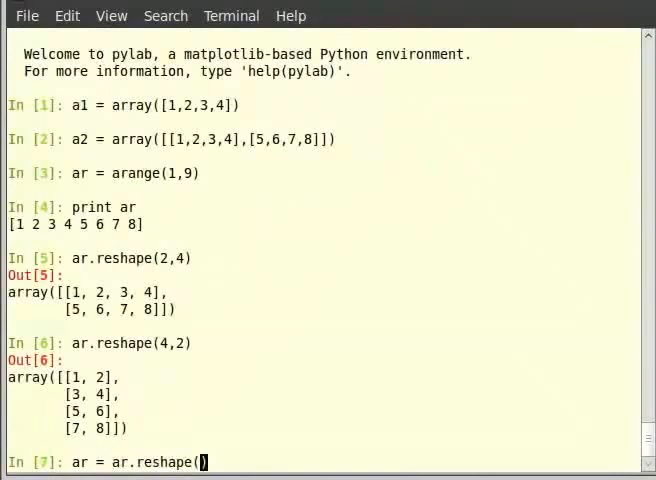 File Edit View Search Terminal Help
Welcome to pylab, a matplotlib-based Python environment.
For more information, type 'help(pylab)'.
In [1]: a1 = array([1,2,3,4])
In [2]: a2 = array([[1,2,3,4],[5,6,7,8]])
In [3]: ar = arange(1,9)
In [4]: print ar
[1 2 3 4 5 6 7 8]
In [5]: ar.reshape(2,4)
Out[5]:
array([[1, 2, 3, 4],
[5, 6, 7, 8]])
In [6]: ar.reshape(4,2)
Out[6]:
array([[1, 2],
[3, 4],
[5, 6],
[7, 8]])
In [7]: ar = ar.reshape()